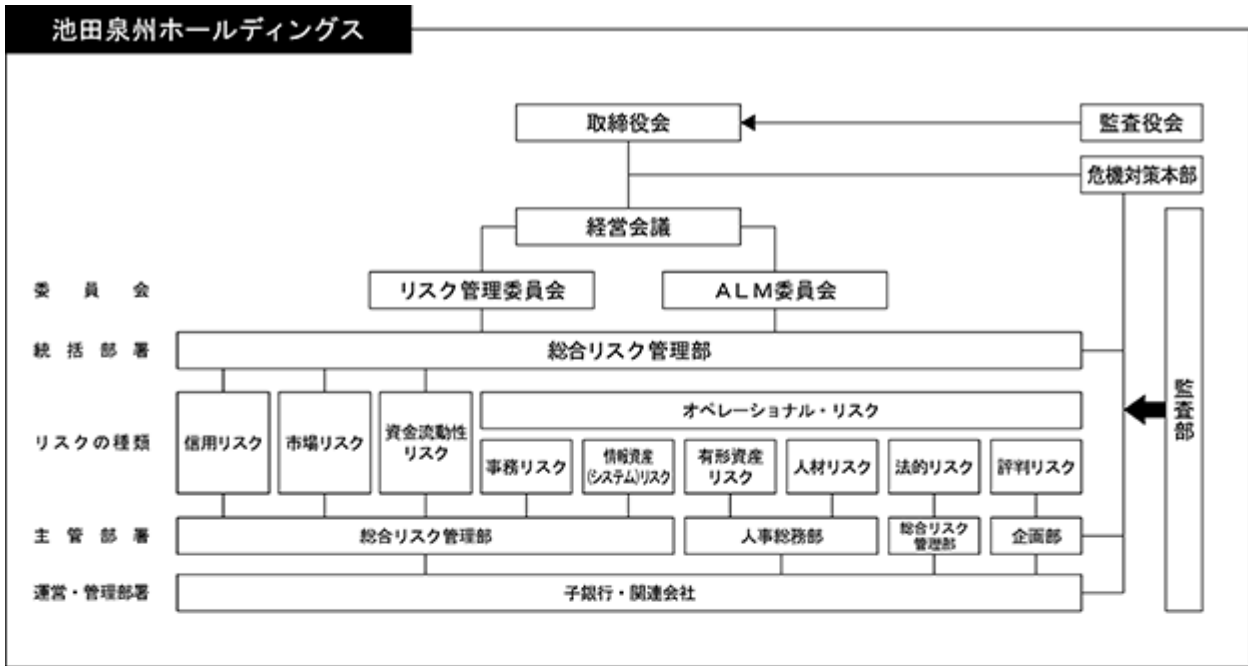 池田泉州ホールディングス
取締役会
監査役会
危機対策本部
経営会議
委員会
リスク管理委員会
ALM委員会
統括部署
総合リスク管理部
監査部
リスクの種類
信用リスク
市場リスク
資金流動性
リスク
オペレーショナル・リスク
事務リスク
情報資産
(システム)リスク
有形資産
リスク
人材リスク
法的リスク
評判リスク
主管部署
総合リスク管理部
人事総務部
総合リスク
管理部
企画部
運営・管理部署
子銀行・関連会社